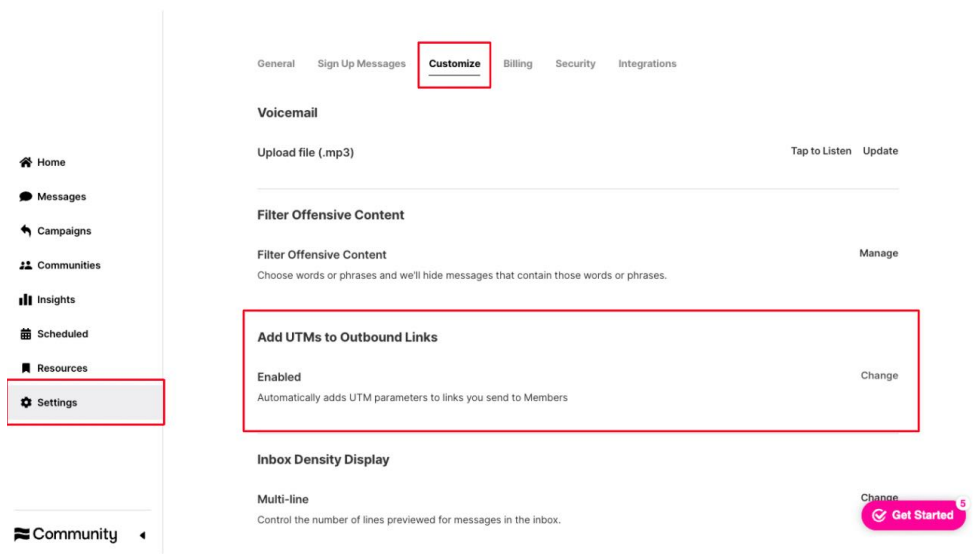 General Sign Up Messages Customize Billing Security Integrations
Voicemail
Upload file (.mp3) Tap to Listen Update
Filter Offensive Content
Filter Offensive Content Manage
Choose words or phrases and we'll hide messages that contain those words or phrases.
Add UTMs to Outbound Links
Enabled Change
Automatically adds UTM parameters to links you send to Members
Inbox Density Display
Multi-line Change
Control the number of lines previewed for messages in the inbox.
Home
Messages
Campaigns
Communities
Insights
Scheduled
Resources
Settings
Community
Get Started 5